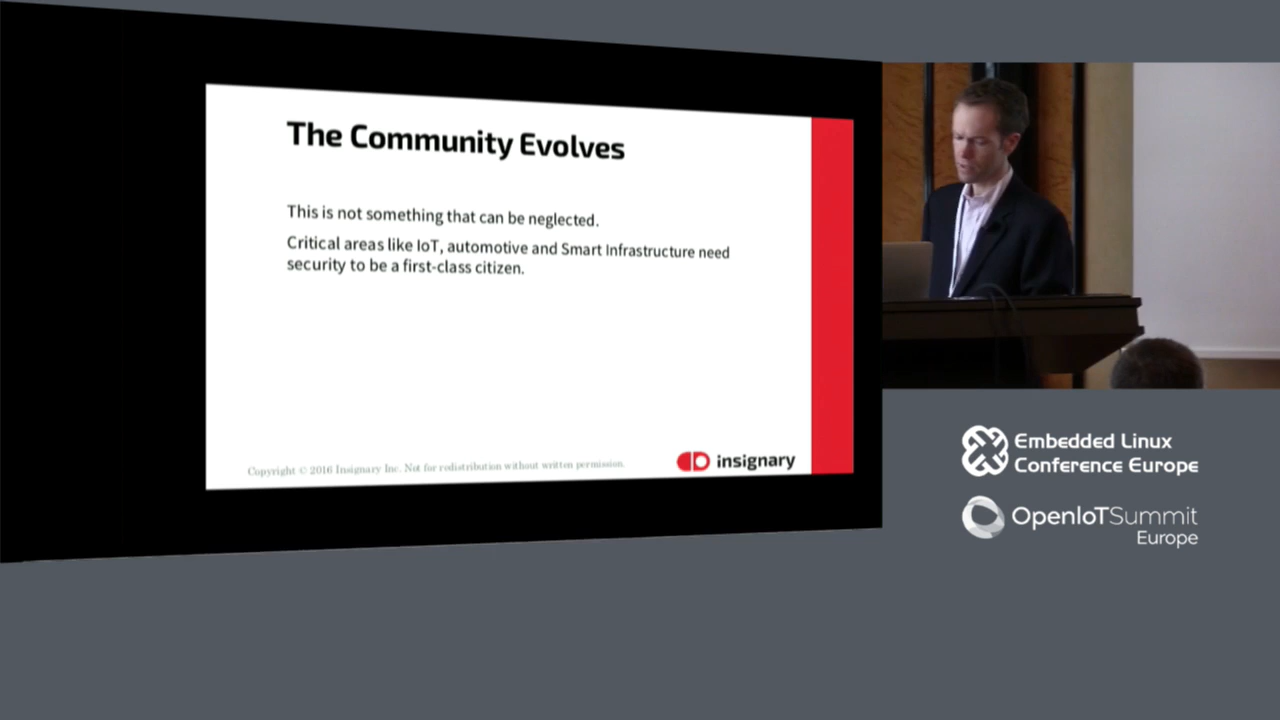 The Community Evolves
This is not something that can be neglected.
Critical areas like IoT, automotive and Smart Infrastructure need
security to be a first-class citizen.
Copyright © 2016 Insignary Inc. Not for redistribution without written permission.
insignary
Embedded Linux
Conference Europe
OpenIoTSummit
Europe